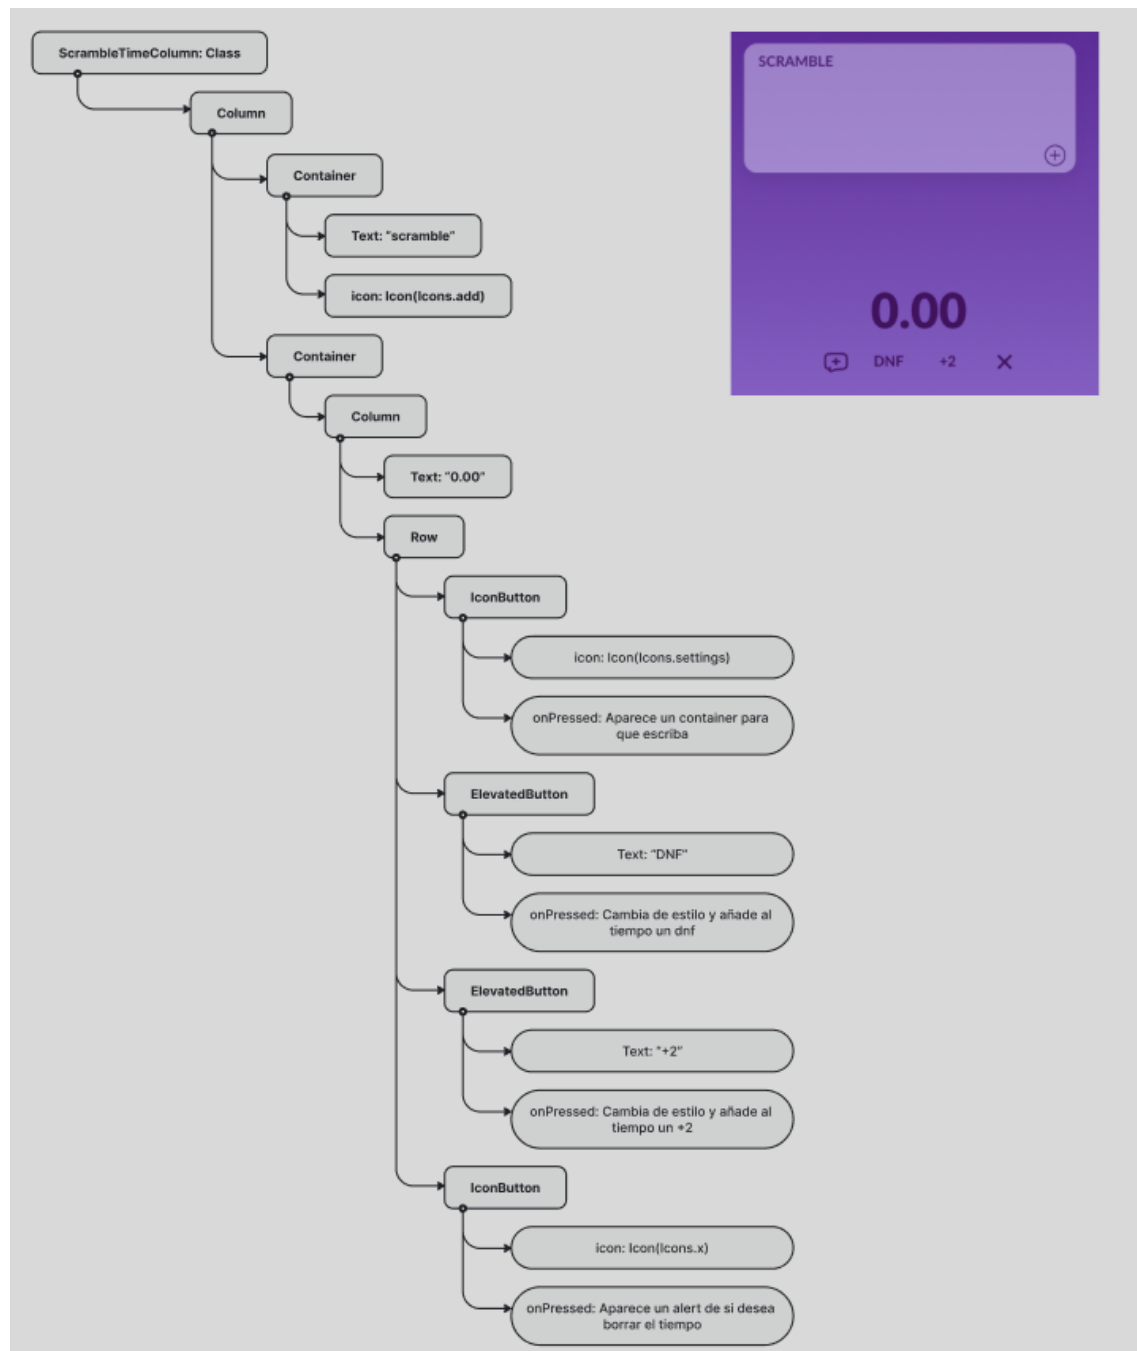 ScrambleTimeColumn: Class
SCRAMBLE
Column
Container
Text: "scramble"
icon: Icon(Icons.add)
0.00
DNF +2
Container
Column
Text: "0.00"
Row
IconButton
icon: Icon(Icons.settings)
onPressed: Aparece un container para
que escriba
ElevatedButton
Text: "DNF"
onPressed: Cambia de estilo y añade al
tiempo un dnf
ElevatedButton
Text: "+2"
onPressed: Cambia de estilo y añade al
tiempo un +2
IconButton
icon: Icon(Icons.x)
onPressed: Aparece un alert de si desea
borrar el tiempo